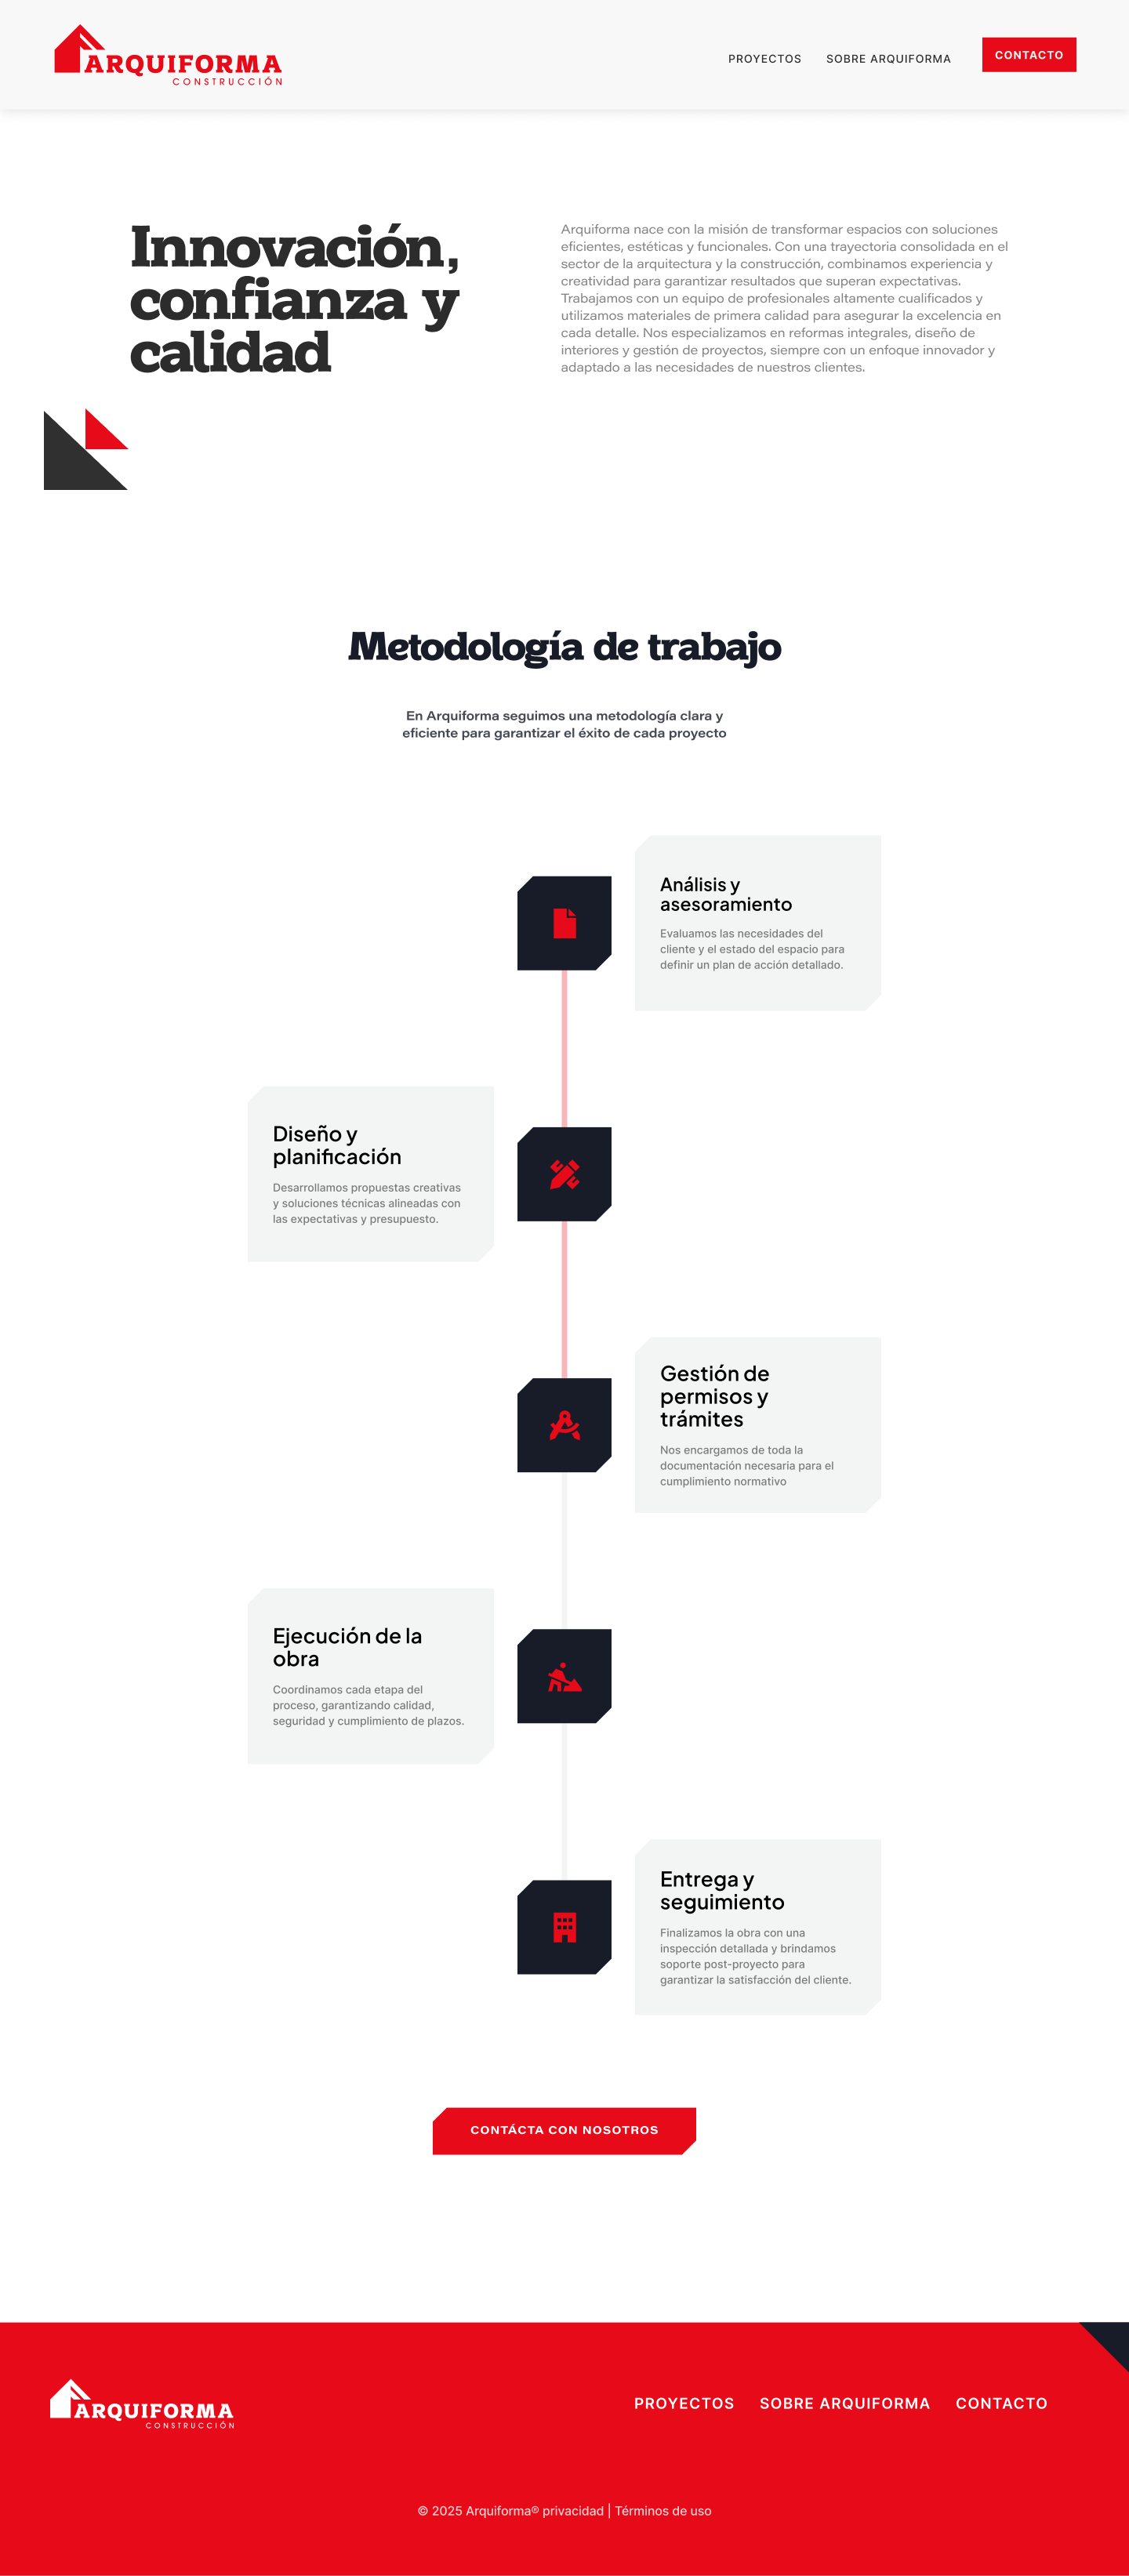 ARQUIFORMA
CONSTRUCCIÓN
PROYECTOS
SOBRE ARQUIFORMA
CONTACTO
Innovación,
confianza y
calidad
Arquiforma nace con la misión de transformar espacios con soluciones
eficientes, estéticas y funcionales. Con una trayectoria consolidada en el
sector de la arquitectura y la construcción, combinamos experiencia y
creatividad para garantizar resultados que superan expectativas.
Trabajamos con un equipo de profesionales altamente cualificados y
utilizamos materiales de primera calidad para asegurar la excelencia en
cada detalle. Nos especializamos en reformas integrales, diseño de
interiores y gestión de proyectos, siempre con un enfoque innovador y
adaptado a las necesidades de nuestros clientes.
Metodología de trabajo
En Arquiforma seguimos una metodología clara y
eficiente para garantizar el éxito de cada proyecto
Análisis y
asesoramiento
Evaluamos las necesidades del
cliente y el estado del espacio para
definir un plan de acción detallado.
Diseño y
planificación
Desarrollamos propuestas creativas
y soluciones técnicas alineadas con
las expectativas y presupuesto.
Gestión de
permisos y
trámites
Nos encargamos de toda la
documentación necesaria para el
cumplimiento normativo
Ejecución de la
obra
Coordinamos cada etapa del
proceso, garantizando calidad,
seguridad y cumplimiento de plazos.
Entrega y
seguimiento
Finalizamos la obra con una
inspección detallada y brindamos
soporte post-proyecto para
garantizar la satisfacción del cliente.
CONTÁCTA CON NOSOTROS
ARQUIFORMA
CONSTRUCCIÓN
PROYECTOS
SOBRE ARQUIFORMA
CONTACTO
© 2025 Arquiforma® privacidad | Términos de uso